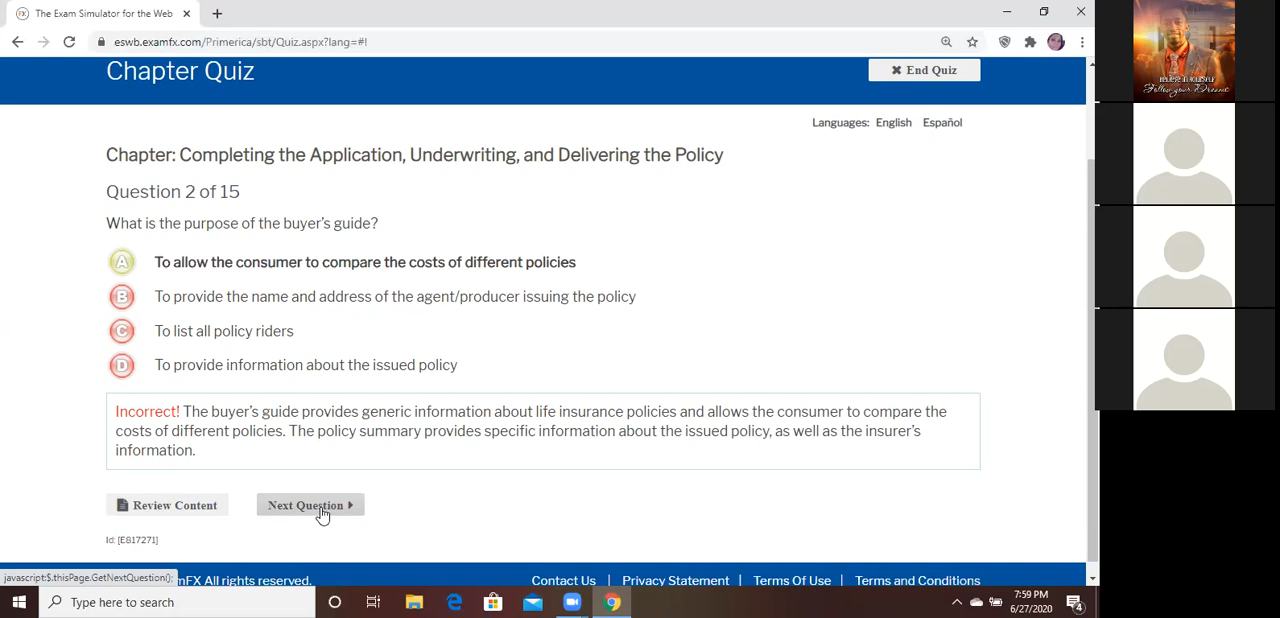 The Exam Simulator for the Web
eswb.examfx.com/Primerica/sbt/Quiz.aspx?lang=#!
Chapter Quiz
✖ End Quiz
Languages: English Español
Chapter: Completing the Application, Underwriting, and Delivering the Policy
Question 2 of 15
What is the purpose of the buyer's guide?
A To allow the consumer to compare the costs of different policies
B To provide the name and address of the agent/producer issuing the policy
C To list all policy riders
D To provide information about the issued policy
Incorrect! The buyer's guide provides generic information about life insurance policies and allows the consumer to compare the
costs of different policies. The policy summary provides specific information about the issued policy, as well as the insurer's
information.
Review Content Next Question
Id: [E817271]
javascript:$.thisPage.GetNextQuestion();
mFX All rights reserved. Contact Us | Privacy Statement | Terms Of Use | Terms and Conditions
Type here to search
7:59 PM
6/27/2020
4
Follow your Dreams